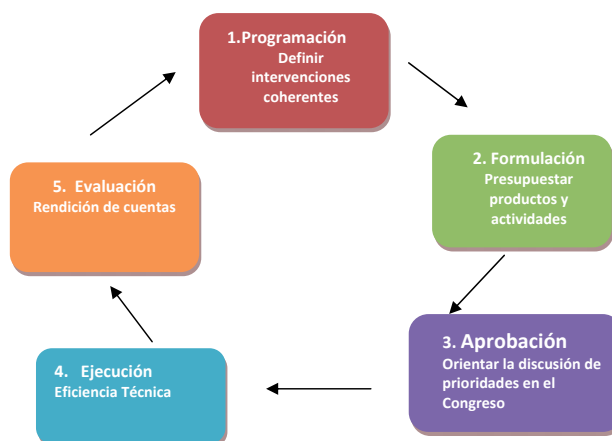 1.Programación
Definir
intervenciones
coherentes
2. Formulación
Presupuestar
productos y
actividades
3. Aprobación
Orientar la discusión de
prioridades en el
Congreso
4. Ejecución
Eficiencia Técnica
5. Evaluación
Rendición de cuentas